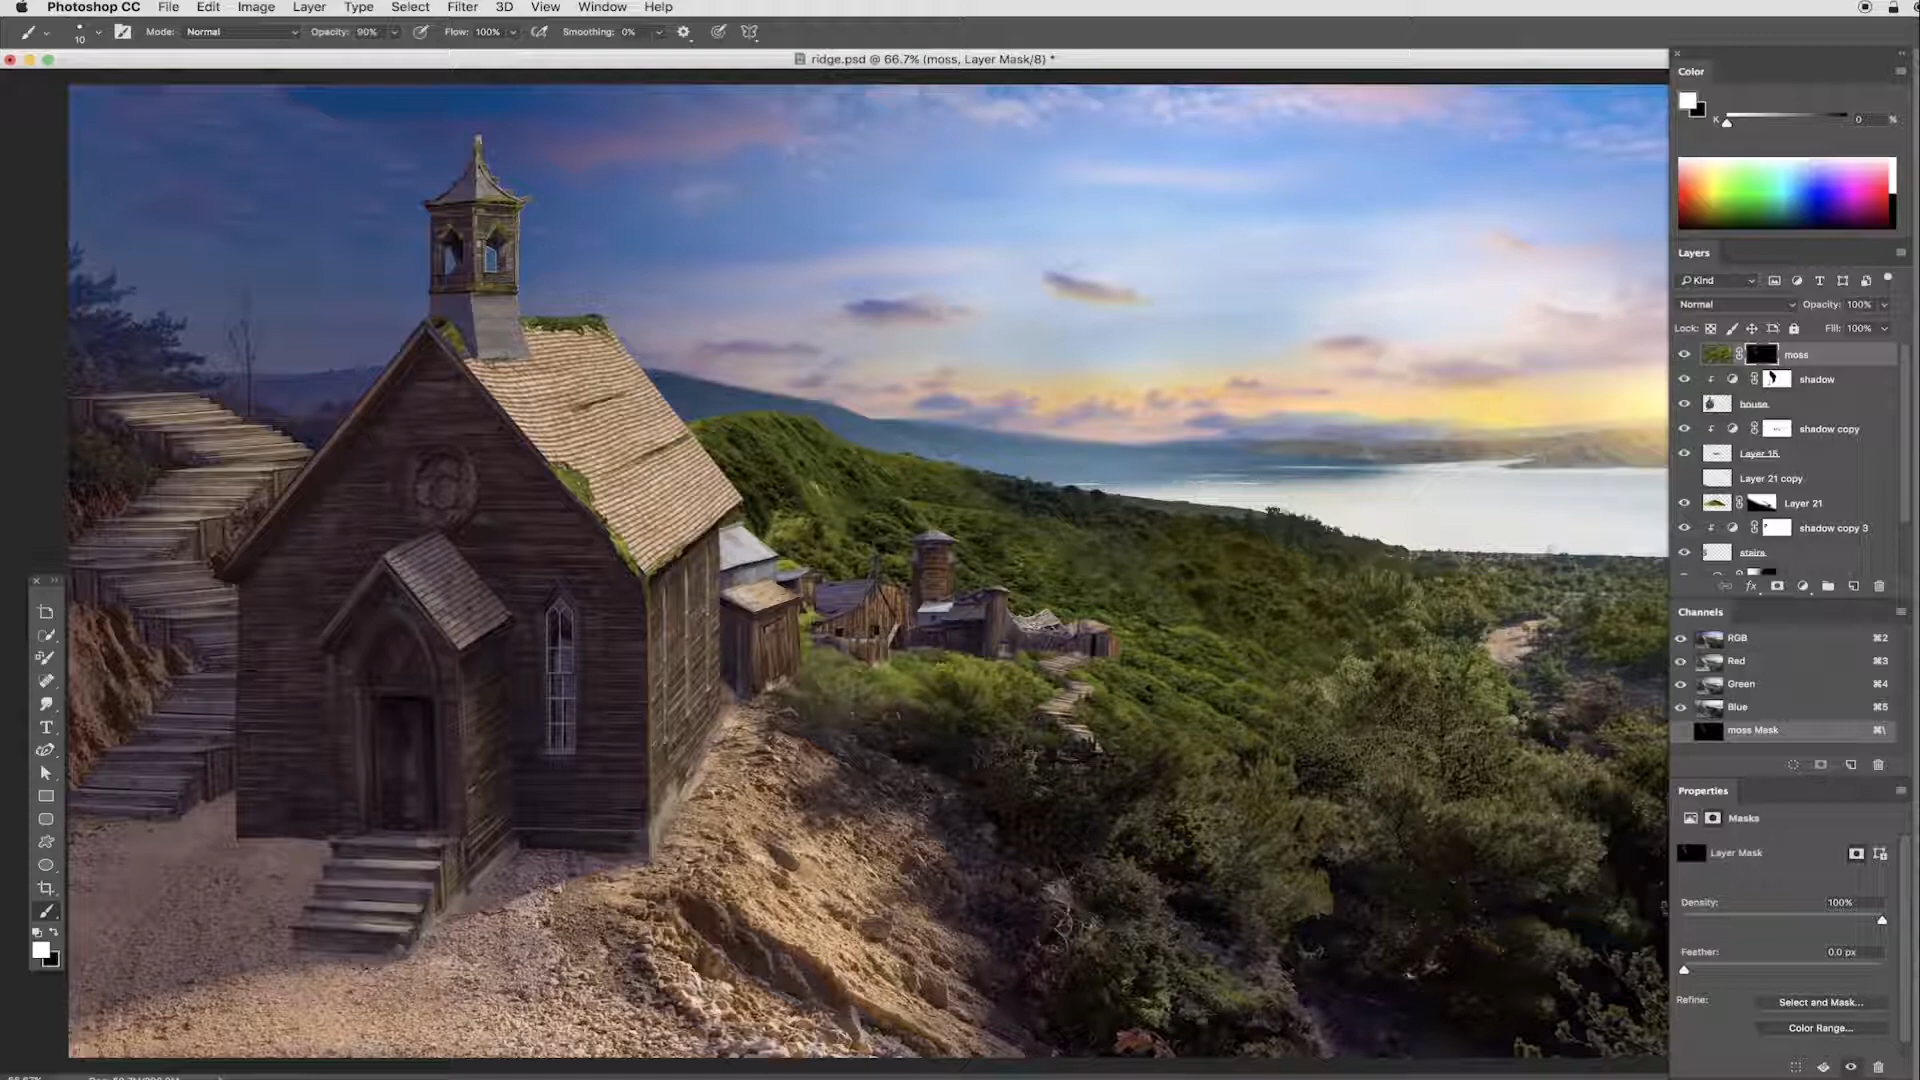 Photoshop CC File Edit Image Layer Type Select Filter 3D View Window Help
10 Mode: Normal Opacity: 90% Flow: 100% Smoothing: 0%
ridge.psd @ 66.7% (moss, Layer Mask/8) *
Color
K 0 %
Layers
Kind
Normal Opacity: 100%
Lock: Fill: 100%
moss
shadow
house
shadow copy
Layer 15
Layer 21 copy
Layer 21
shadow copy 3
stairs
fx
Channels
RGB ⌘2
Red ⌘3
Green ⌘4
Blue ⌘5
moss Mask ⌘\
Properties
Masks
Layer Mask
Density: 100%
Feather: 0.0 px
Refine: Select and Mask...
Color Range...